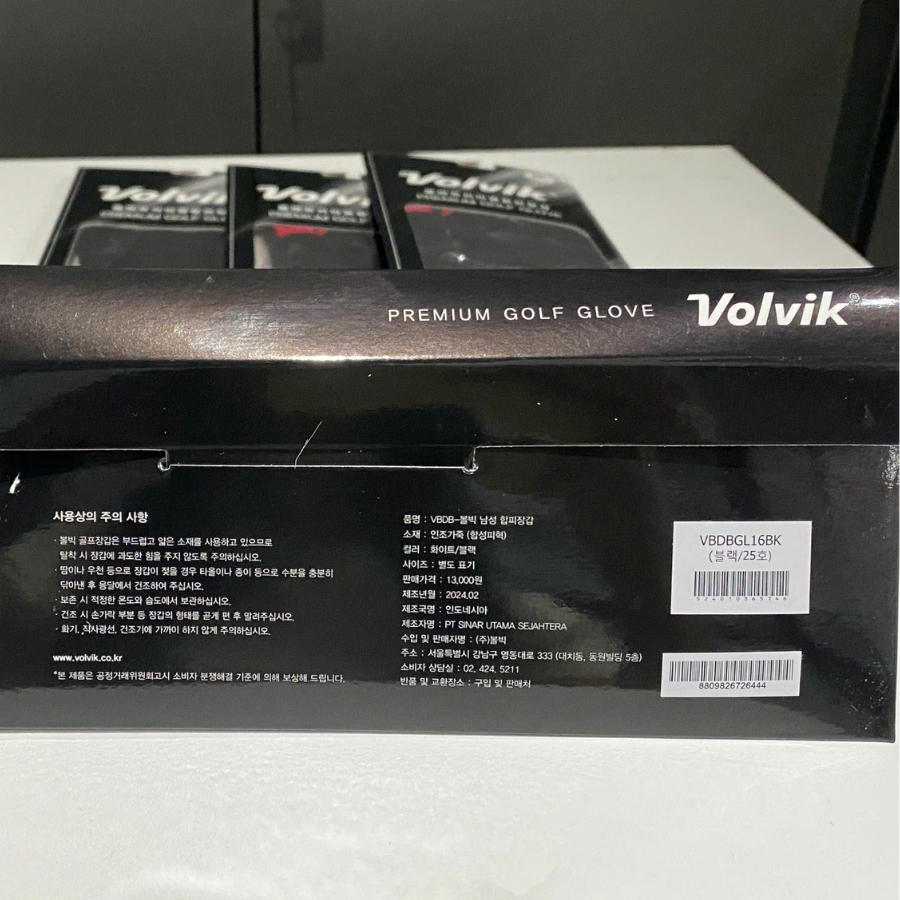 Volvik
Volvik
Volvik
PREMIUM GOLF GLOVE Volvik®
사용상의 주의 사항
· 볼빅 골프장갑은 부드럽고 얇은 소재를 사용하고 있으므로
탈착 시 장갑에 과도한 힘을 주지 않도록 주의하십시오.
· 땀이나 우천 등으로 장갑이 젖을 경우 타올이나 종이 등으로 수분을 충분히
닦아낸 후 응달에서 건조하여 주십시오.
· 보존 시 적정한 온도와 습도에서 보관하십시오.
· 건조 시 손가락 부분 등 장갑의 형태를 곧게 편 후 말려주십시오.
· 화기, 직사광선, 건조기에 가까이 하지 않게 주의하십시오.
www.volvik.co.kr
*본 제품은 공정거래위원회고시 소비자 분쟁해결 기준에 의해 보상해 드립니다.
품명 : VBDB-볼빅 남성 합피장갑
소재 : 인조가죽 (합성피혁)
컬러 : 화이트/블랙
사이즈 : 별도 표기
판매가격 : 13,000원
제조년월 : 2024.02
제조국명 : 인도네시아
제조자명 : PT SINAR UTAMA SEJAHTERA
수입 및 판매자명 : (주)볼빅
주소 : 서울특별시 강남구 영동대로 333 (대치동, 동원빌딩 5층)
소비자 상담실 : 02. 424. 5211
반품 및 교환장소 : 구입 및 판매처
VBDBGL16BK
(블랙/25호)
8809826726444